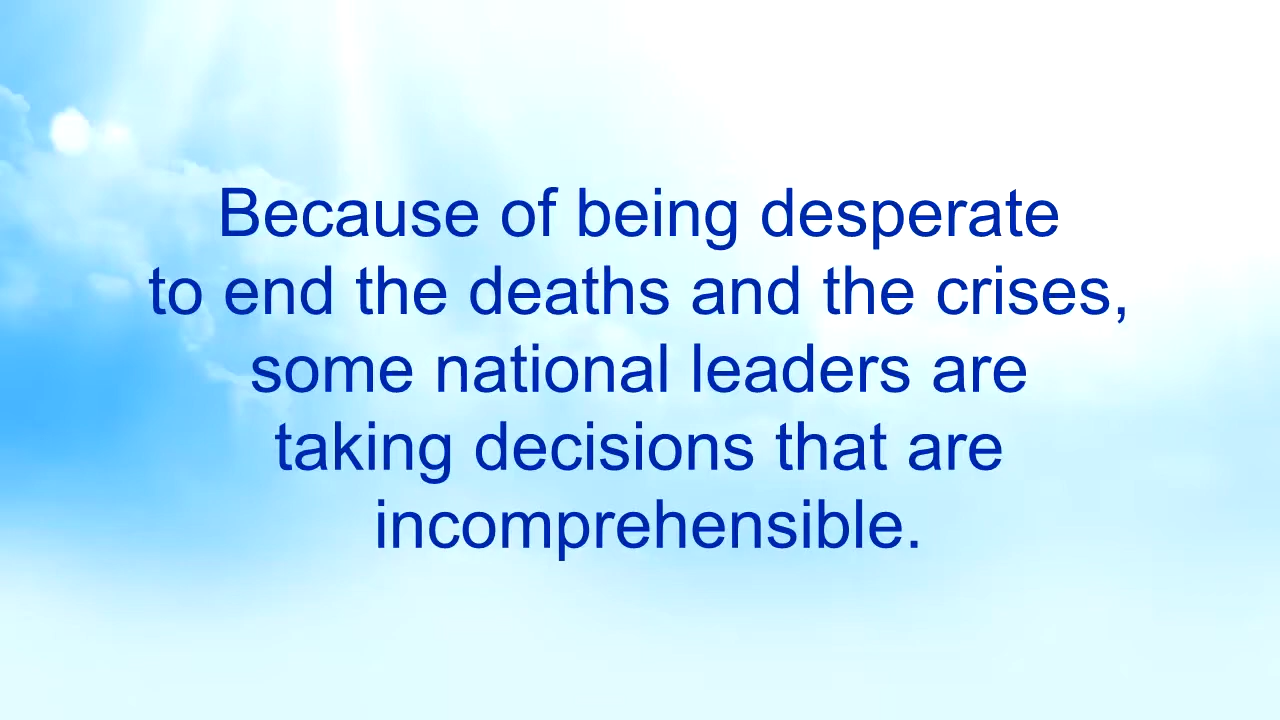 Because of being desperate
to end the deaths and the crises,
some national leaders are
taking decisions that are
incomprehensible.